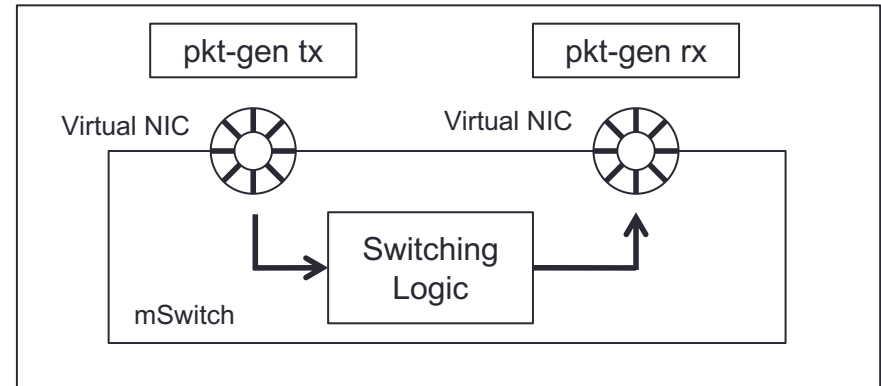 pkt-gen tx
pkt-gen rx
Virtual NIC
Virtual NIC
Switching
Logic
mSwitch